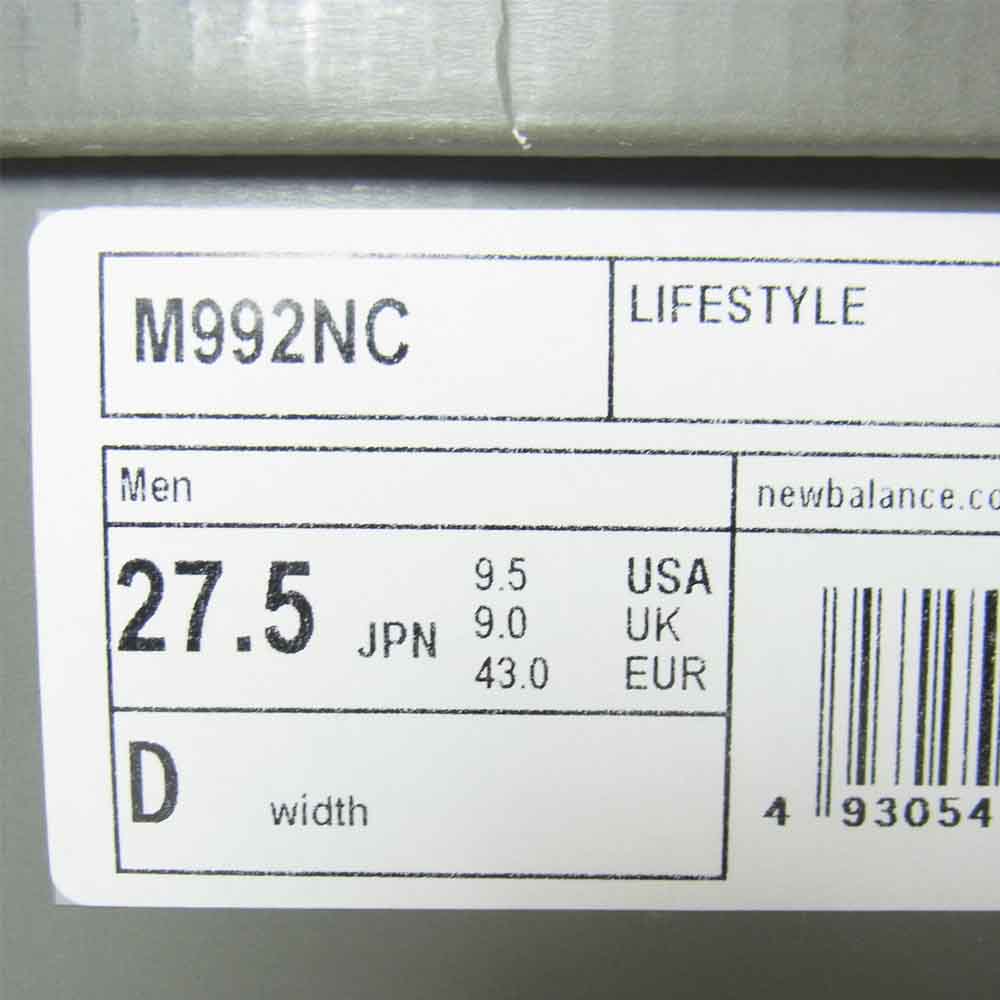 M992NC
LIFESTYLE
Men
newbalance.co
27.5 JPN
9.5 USA
9.0 UK
43.0 EUR
D width
4 93054